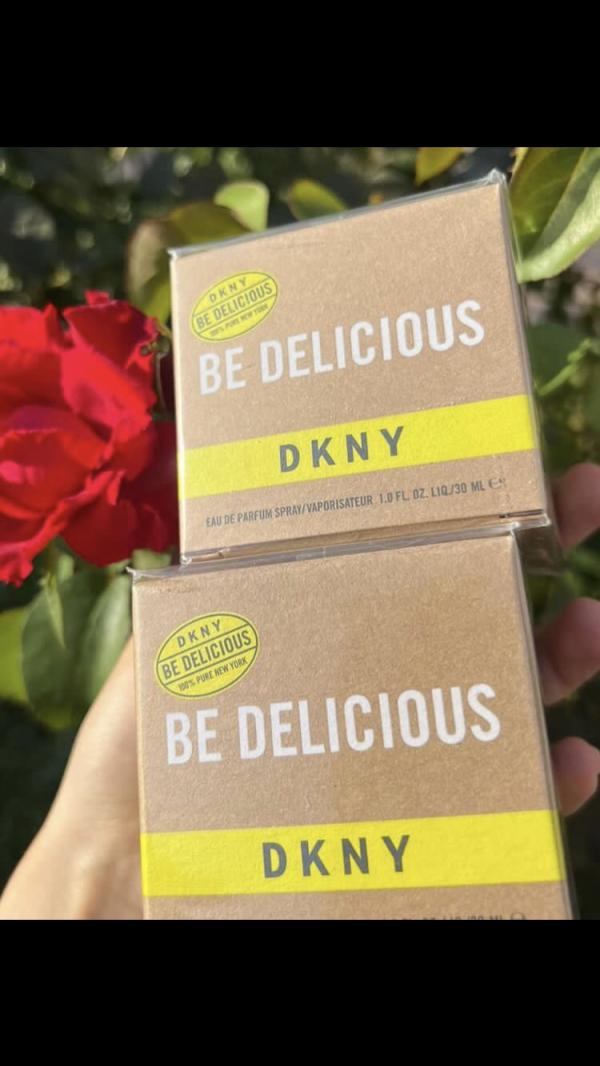 DKNY
BE DELICIOUS
100% PURE NEW YORK
BE DELICIOUS
DKNY
EAU DE PARFUM SPRAY/VAPORISATEUR 1.0 FL. OZ. LIQ./30 ML ℮
DKNY
BE DELICIOUS
100% PURE NEW YORK
BE DELICIOUS
DKNY